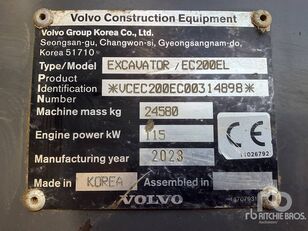 Volvo Construction Equipment
Volvo Group Korea Co., Ltd.
Seongsan-gu, Changwon-si, Gyeongsangnam-do,
Korea 51710
Type/Model EXCAVATOR /EC200EL
Product
Identification *VCEC200EC00314898*
Number
Machine mass kg 24580
Engine power kW 115
Manufacturing year 2023
CE
11026792
Made in KOREA Assembled in
VOLVO
rb
RITCHIE BROS